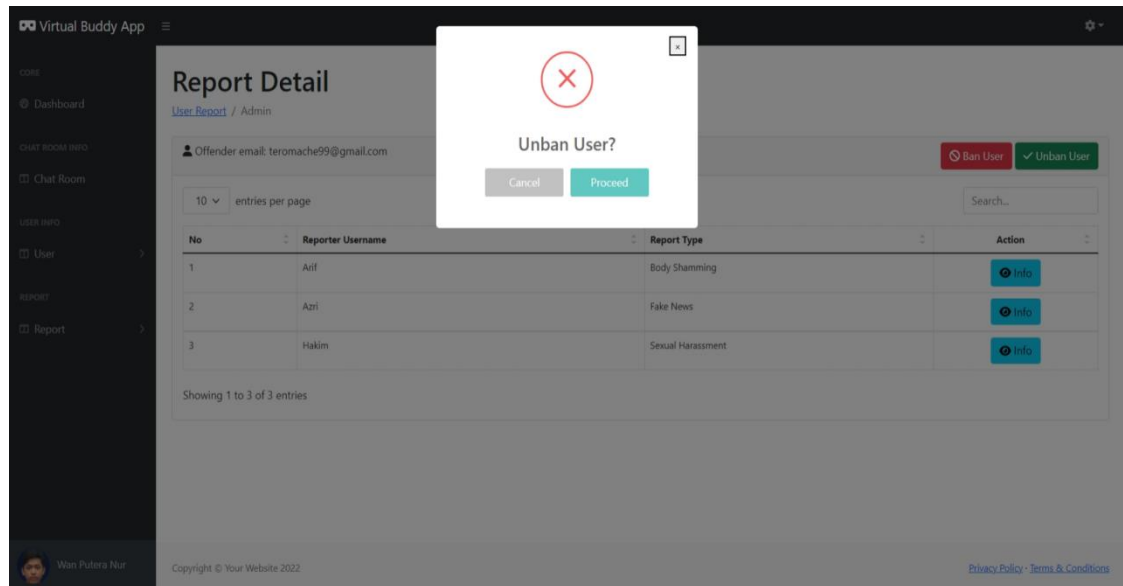 Virtual Buddy App
CORE
Dashboard
CHAT ROOM INFO
Chat Room
USER INFO
User
REPORT
Report
Wan Putera Nur
Report Detail
User Report / Admin
Offender email: teromache99@gmail.com
Ban User
Unban User
10 entries per page
Search...
No Reporter Username Report Type Action
1 Arif Body Shamming Info
2 Azri Fake News Info
3 Hakim Sexual Harassment Info
Showing 1 to 3 of 3 entries
x
Unban User?
Cancel Proceed
Copyright © Your Website 2022
Privacy Policy · Terms & Conditions